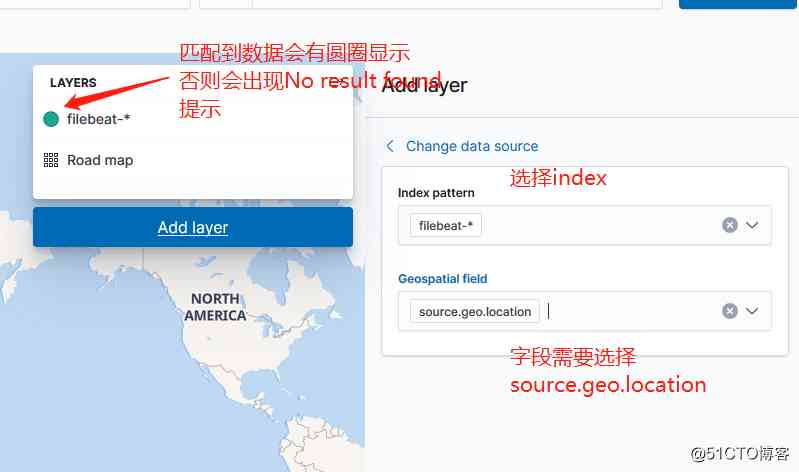 匹配到数据会有圆圈显示
否则会出现No result found
提示
LAYERS
filebeat-*
Road map
Add layer
NORTH
AMERICA
Add layer
Change data source
选择index
Index pattern
filebeat-*
Geospatial field
source.geo.location
字段需要选择
source.geo.location
@51CTO博客